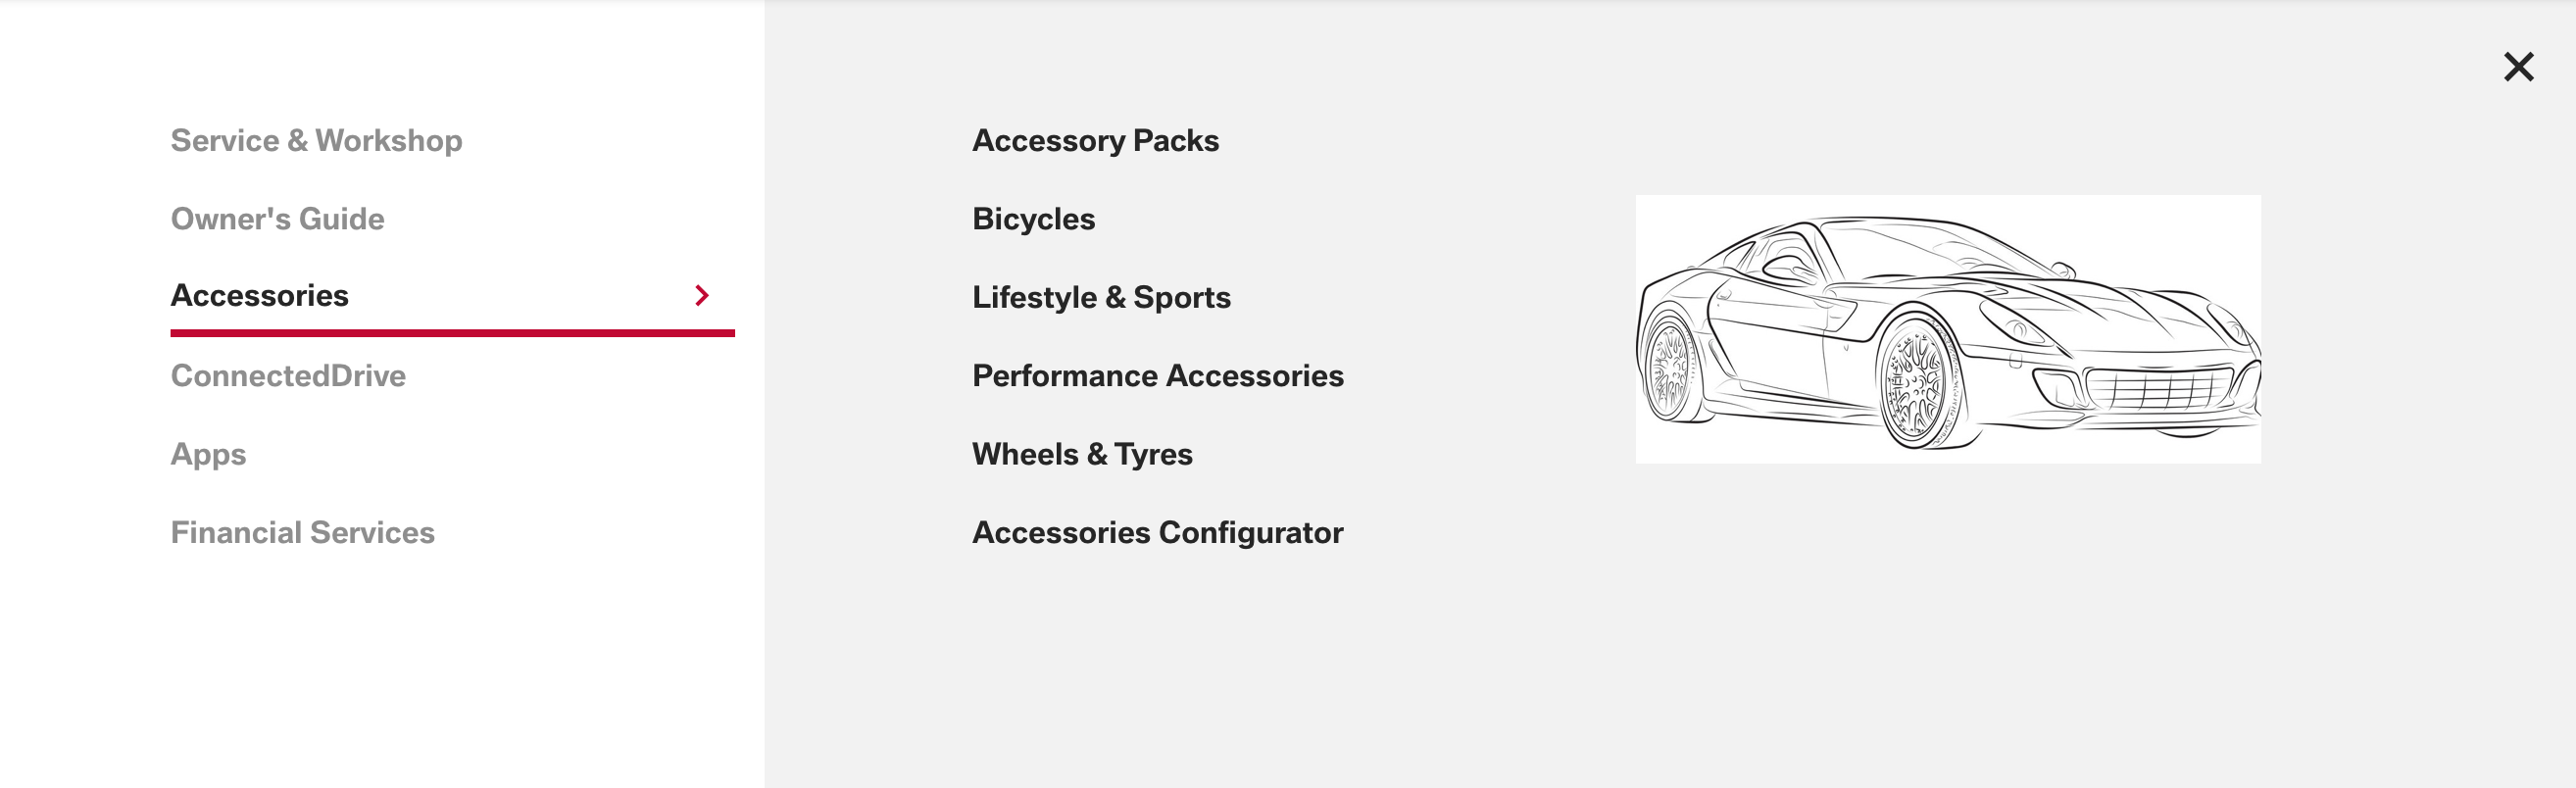 Service & Workshop
Owner's Guide
Accessories
ConnectedDrive
Apps
Financial Services
Accessory Packs
Bicycles
Lifestyle & Sports
Performance Accessories
Wheels & Tyres
Accessories Configurator